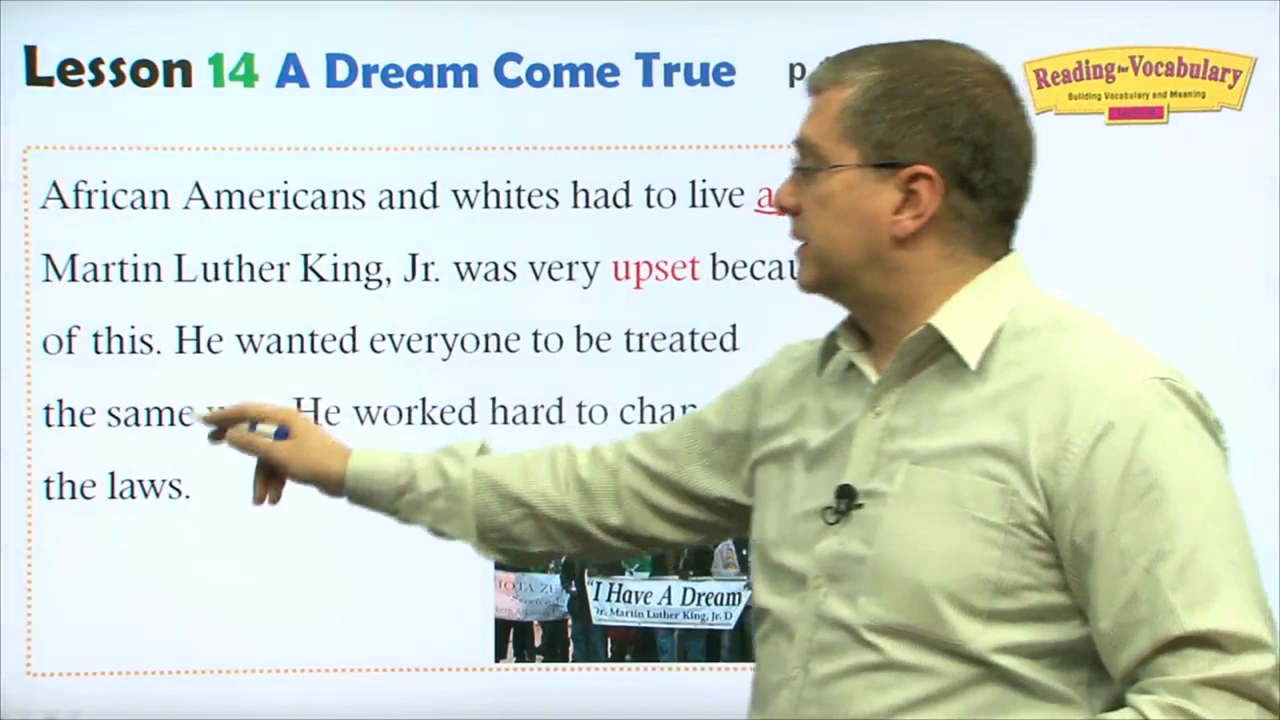 Lesson 14 A Dream Come True p
Reading for Vocabulary
Building Vocabulary and Meaning
African Americans and whites had to live
Martin Luther King, Jr. was very upset
of this. He wanted everyone to be treated
the same He worked hard to
the laws.
IOTA
"I Have A Dream"
Dr. Martin Luther King, Jr. D